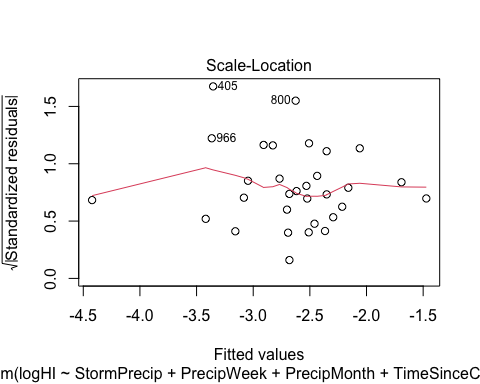 Scale-Location
√|Standardized residuals|
0.0 0.5 1.0 1.5
405
800
966
-4.5 -4.0 -3.5 -3.0 -2.5 -2.0 -1.5
Fitted values
m(logHI ~ StormPrecip + PrecipWeek + PrecipMonth + TimeSinceC